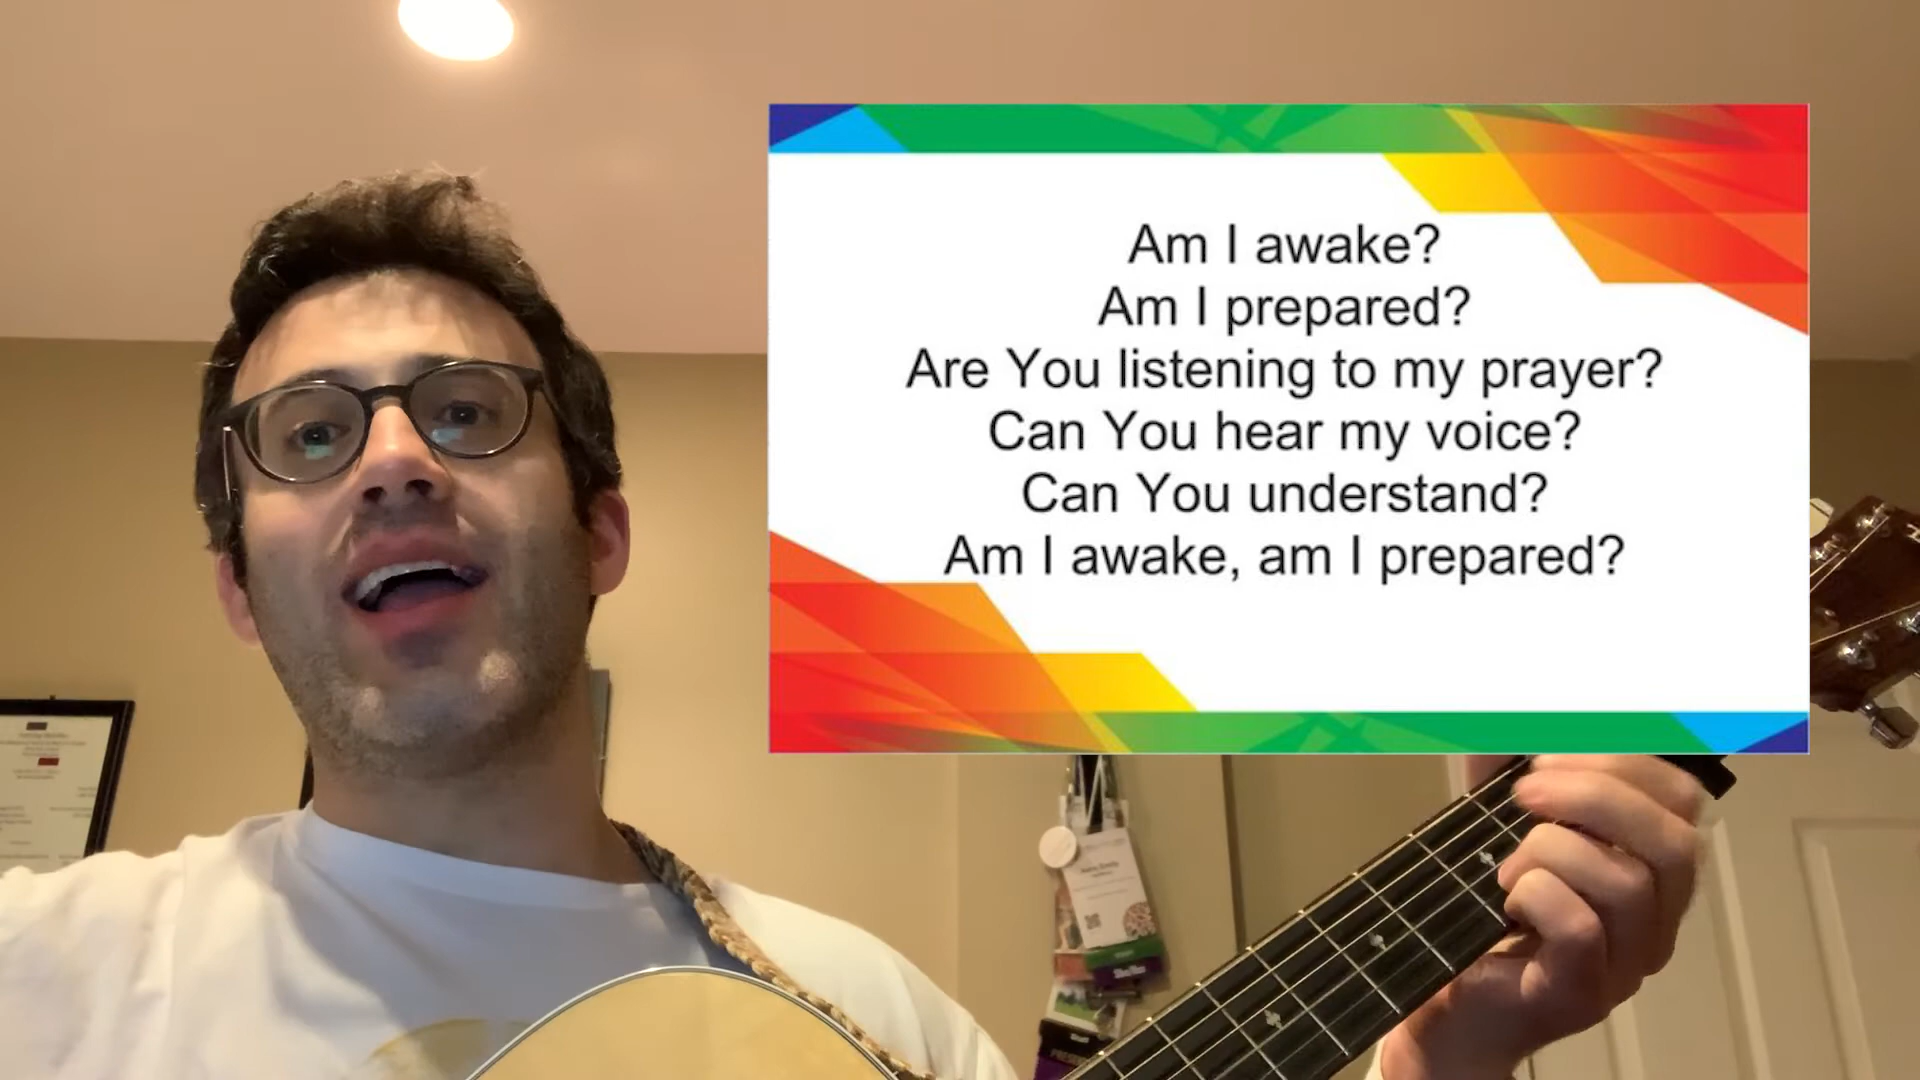 Am I awake?
Am I prepared?
Are You listening to my prayer?
Can You hear my voice?
Can You understand?
Am I awake, am I prepared?